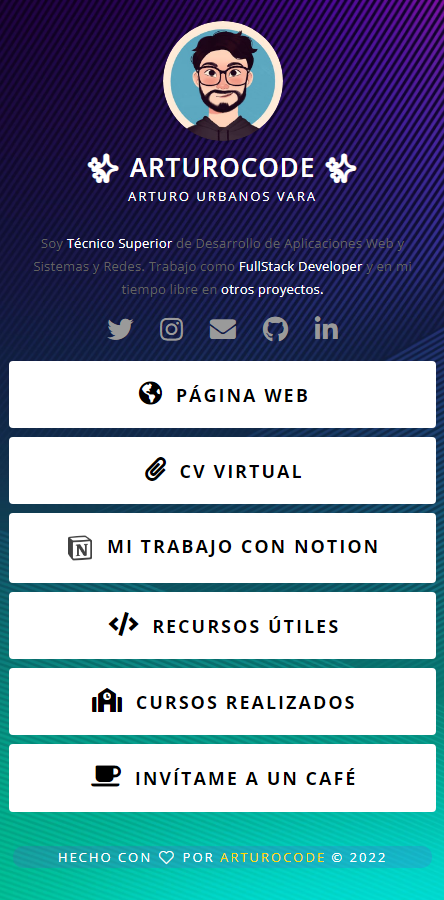 ARTUROCODE
ARTURO URBANOS VARA
Soy Técnico Superior de Desarrollo de Aplicaciones Web y
Sistemas y Redes. Trabajo como FullStack Developer y en mi
tiempo libre en otros proyectos.
PÁGINA WEB
CV VIRTUAL
MI TRABAJO CON NOTION
RECURSOS ÚTILES
CURSOS REALIZADOS
INVÍTAME A UN CAFÉ
HECHO CON ♡ POR ARTUROCODE © 2022